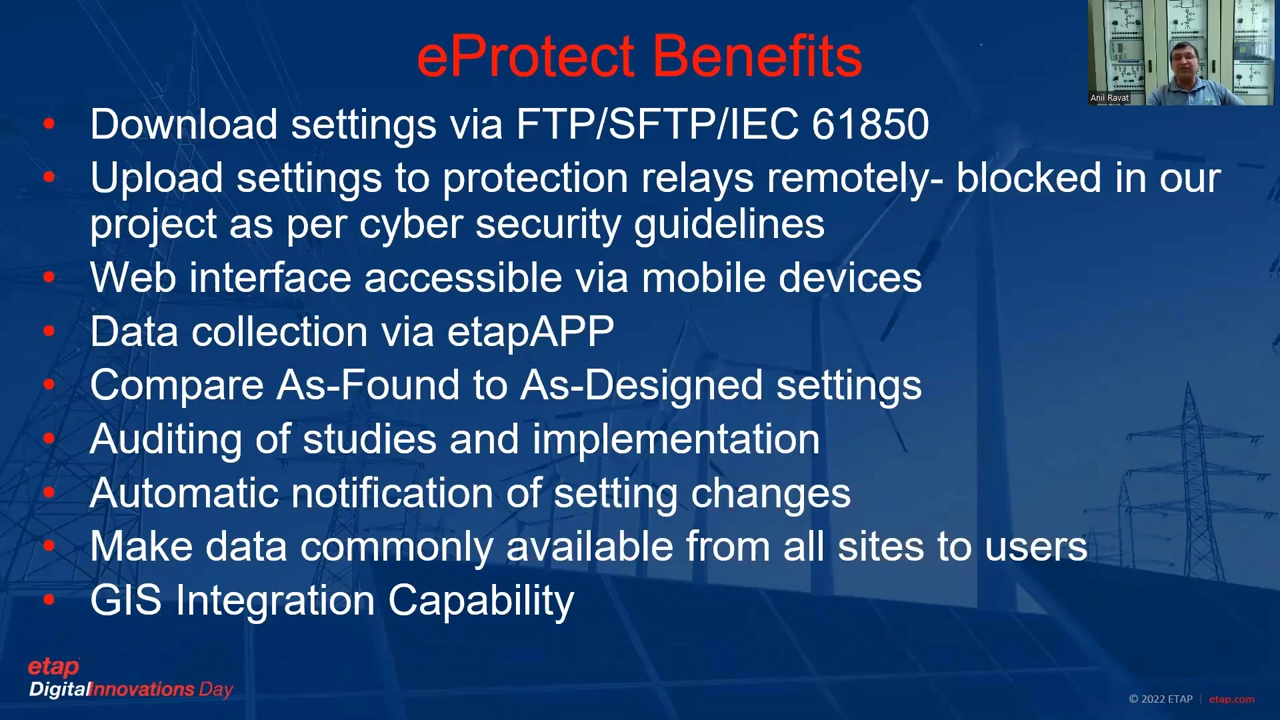 eProtect Benefits
Anil Ravat
• Download settings via FTP/SFTP/IEC 61850
• Upload settings to protection relays remotely- blocked in our
project as per cyber security guidelines
• Web interface accessible via mobile devices
• Data collection via etapAPP
• Compare As-Found to As-Designed settings
• Auditing of studies and implementation
• Automatic notification of setting changes
• Make data commonly available from all sites to users
• GIS Integration Capability
etap
DigitalInnovations Day
© 2022 ETAP | etap.com